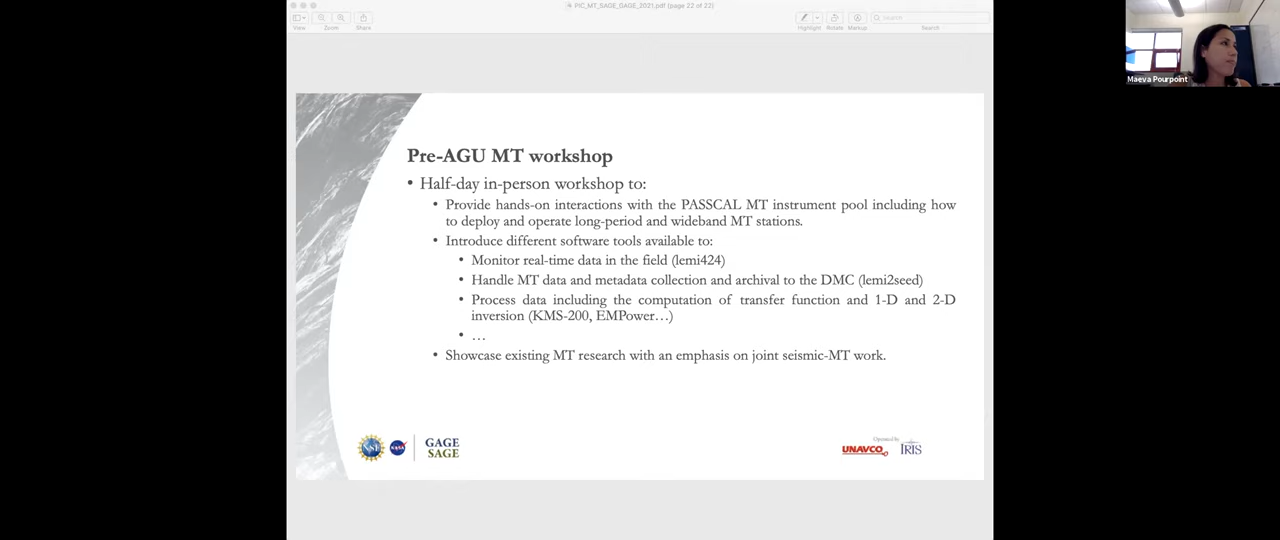 PIC_MT_SAGE_GAGE_2021.pdf (page 22 of 22)
View
Zoom
Share
Highlight
Rotate
Markup
Search
Search
Maeva Pourpoint
Pre-AGU MT workshop
• Half-day in-person workshop to:
• Provide hands-on interactions with the PASSCAL MT instrument pool including how
to deploy and operate long-period and wideband MT stations.
• Introduce different software tools available to:
• Monitor real-time data in the field (lemi424)
• Handle MT data and metadata collection and archival to the DMC (lemi2seed)
• Process data including the computation of transfer function and 1-D and 2-D
inversion (KMS-200, EMPower…)
• …
• Showcase existing MT research with an emphasis on joint seismic-MT work.
NSF
NASA
GAGE
SAGE
Operated by
UNAVCO
IRIS